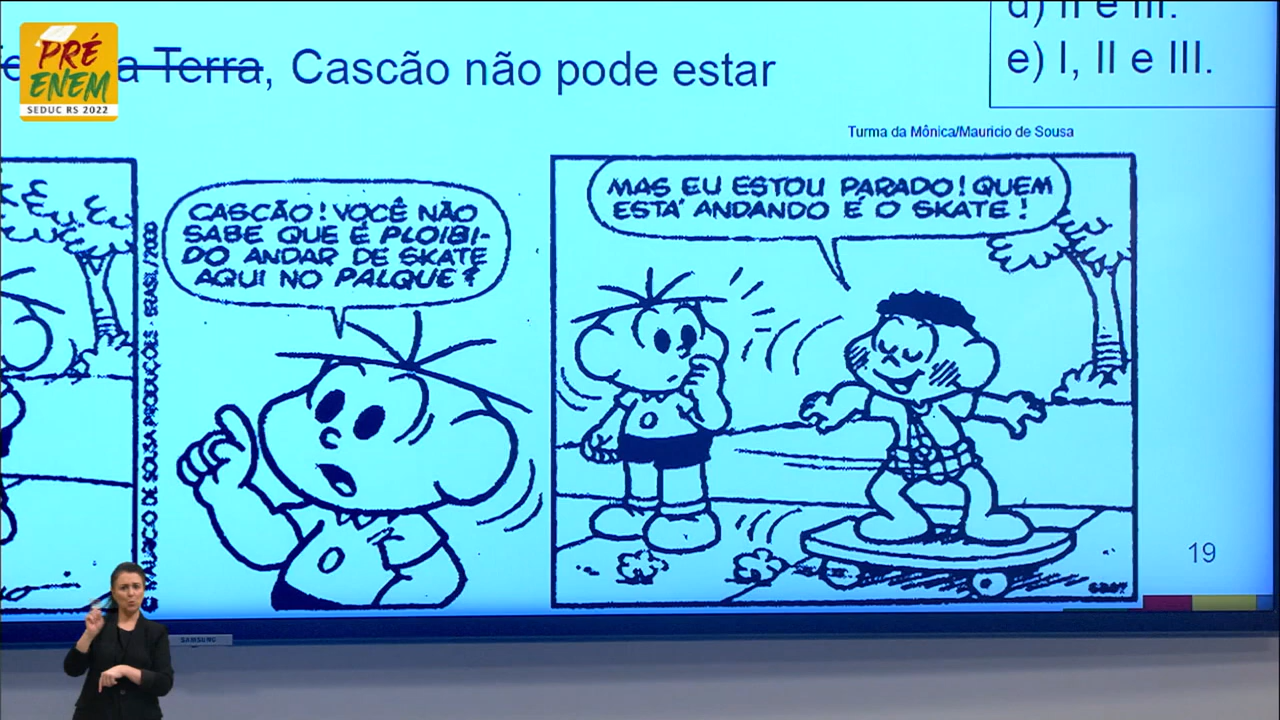 PRÉ
ENEM
SEDUC RS 2022
a Terra, Cascão não pode estar
d) II e III.
e) I, II e III.
Turma da Mônica/Mauricio de Sousa
CASCÃO! VOCÊ NÃO
SABE QUE É PLOIBI-
DO ANDAR DE SKATE
AQUI NO PALQUE?
MAS EU ESTOU PARADO! QUEM
ESTÁ ANDANDO É O SKATE!
© MAURICIO DE SOUSA PRODUÇÕES - BRASIL/2000
19
SAMSUNG